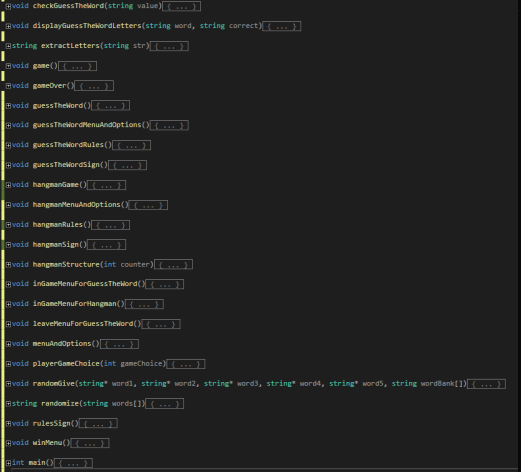 void checkGuessTheWord(string value){ ... }
void displayGuessTheWordLetters(string word, string correct){ ... }
string extractLetters(string str){ ... }
void game(){ ... }
void gameOver(){ ... }
void guessTheWord(){ ... }
void guessTheWordMenuAndOptions(){ ... }
void guessTheWordRules(){ ... }
void guessTheWordSign(){ ... }
void hangmanGame(){ ... }
void hangmanMenuAndOptions(){ ... }
void hangmanRules(){ ... }
void hangmanSign(){ ... }
void hangmanStructure(int counter){ ... }
void inGameMenuForGuessTheWord(){ ... }
void inGameMenuForHangman(){ ... }
void leaveMenuForGuessTheWord(){ ... }
void menuAndOptions(){ ... }
void playerGameChoice(int gameChoice){ ... }
void randomGive(string* word1, string* word2, string* word3, string* word4, string* word5, string wordBank[]){ ... }
string randomize(string words[]){ ... }
void rulesSign(){ ... }
void winMenu(){ ... }
int main(){ ... }